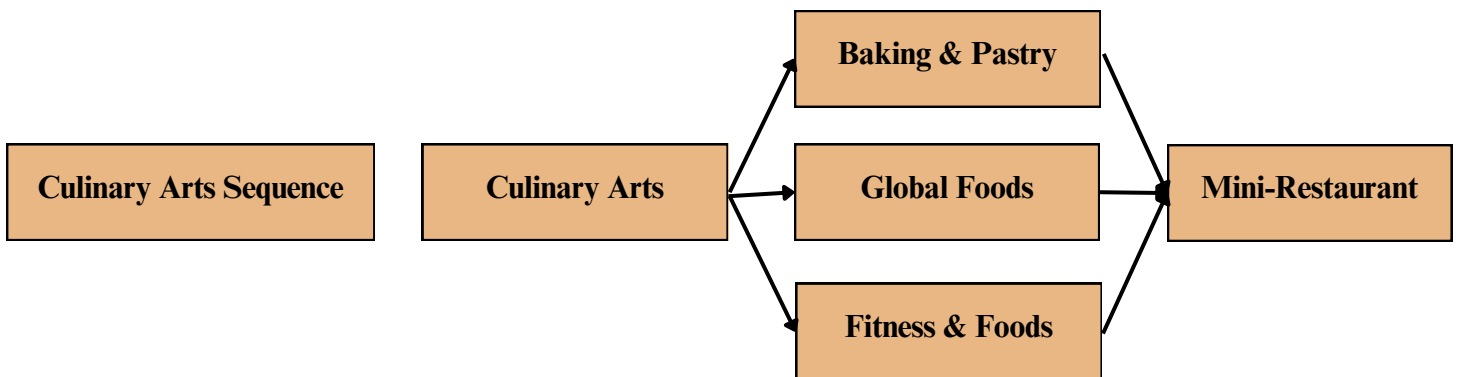 Culinary Arts Sequence
Culinary Arts
Baking & Pastry
Global Foods
Fitness & Foods
Mini-Restaurant